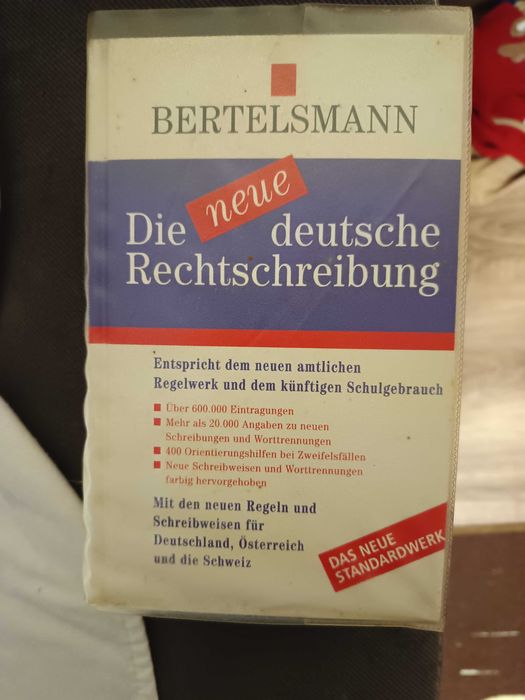 BERTELSMANN
Die neue deutsche
Rechtschreibung
Entspricht dem neuen amtlichen
Regelwerk und dem künftigen Schulgebrauch
Über 600.000 Eintragungen
Mehr als 20.000 Angaben zu neuen
Schreibungen und Worttrennungen
400 Orientierungshilfen bei Zweifelsfällen
Neue Schreibweisen und Worttrennungen
farbig hervorgehoben
Mit den neuen Regeln und
Schreibweisen für
Deutschland, Österreich
und die Schweiz
DAS NEUE
STANDARDWERK